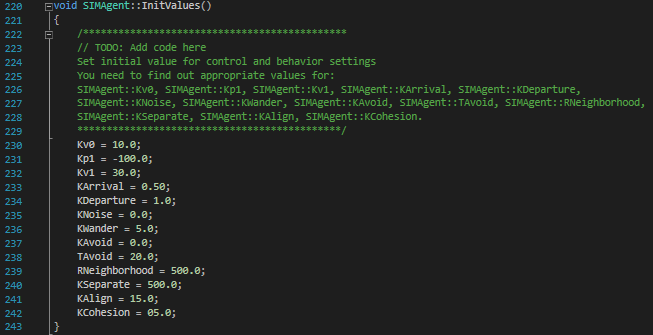 220 void SIMAgent::InitValues()
221 {
222 /*********************************************
223 // TODO: Add code here
224 Set initial value for control and behavior settings
225 You need to find out appropriate values for:
226 SIMAgent::Kv0, SIMAgent::Kp1, SIMAgent::Kv1, SIMAgent::KArrival, SIMAgent::KDeparture,
227 SIMAgent::KNoise, SIMAgent::KWander, SIMAgent::KAvoid, SIMAgent::TAvoid, SIMAgent::RNeighborhood,
228 SIMAgent::KSeparate, SIMAgent::KAlign, SIMAgent::KCohesion.
229 *********************************************/
230 Kv0 = 10.0;
231 Kp1 = -100.0;
232 Kv1 = 30.0;
233 KArrival = 0.50;
234 KDeparture = 1.0;
235 KNoise = 0.0;
236 KWander = 5.0;
237 KAvoid = 0.0;
238 TAvoid = 20.0;
239 RNeighborhood = 500.0;
240 KSeparate = 500.0;
241 KAlign = 15.0;
242 KCohesion = 05.0;
243 }